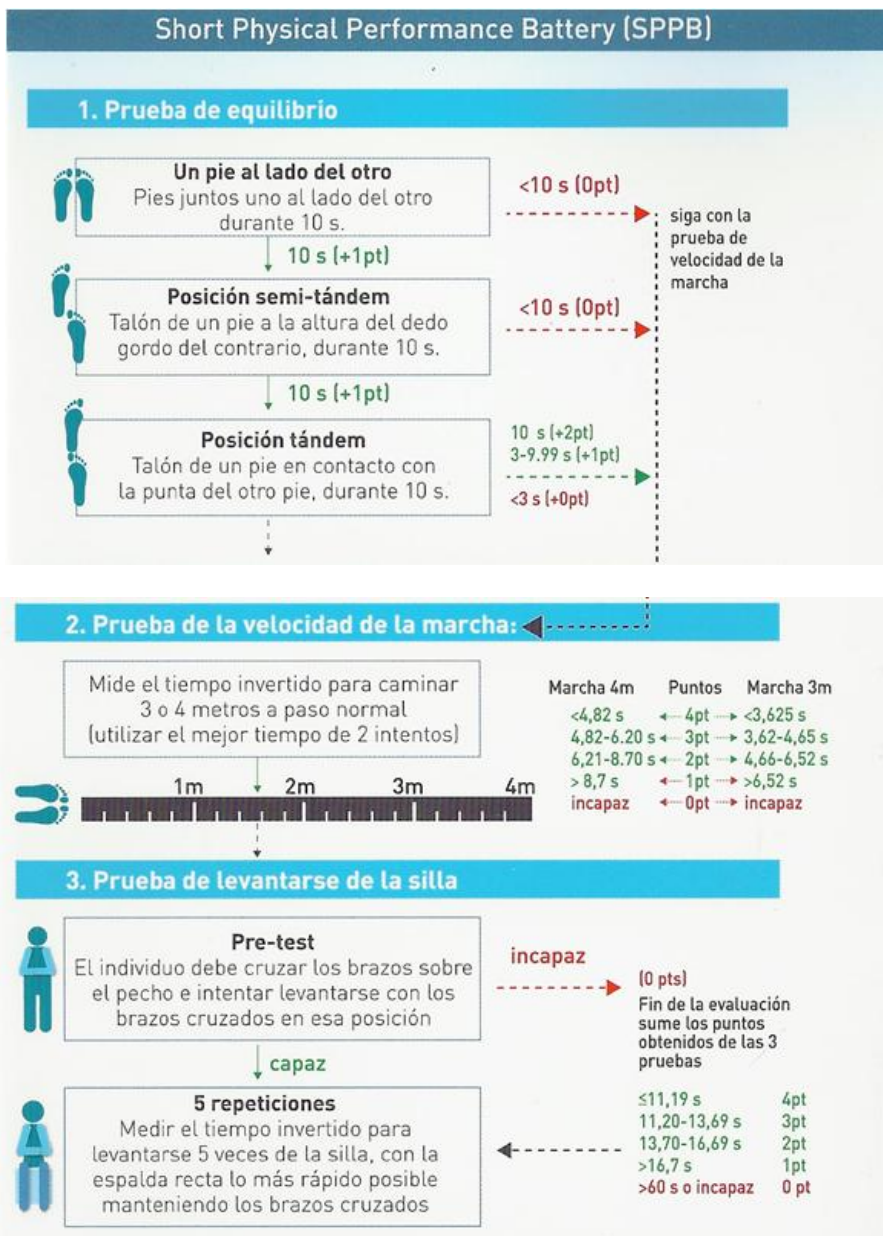 Short Physical Performance Battery (SPPB)
1. Prueba de equilibrio
Un pie al lado del otro
Pies juntos uno al lado del otro
durante 10 s.
<10 s (0pt)
siga con la
prueba de
velocidad de la
marcha
10 s (+1pt)
Posición semi-tándem
Talón de un pie a la altura del dedo
gordo del contrario, durante 10 s.
<10 s (0pt)
10 s (+1pt)
Posición tándem
Talón de un pie en contacto con
la punta del otro pie, durante 10 s.
10 s (+2pt)
3-9.99 s (+1pt)
<3 s (+0pt)
2. Prueba de la velocidad de la marcha:
Mide el tiempo invertido para caminar
3 o 4 metros a paso normal
(utilizar el mejor tiempo de 2 intentos)
1m 2m 3m 4m
Marcha 4m Puntos Marcha 3m
<4,82 s 4pt <3,625 s
4,82-6.20 s 3pt 3,62-4,65 s
6,21-8.70 s 2pt 4,66-6,52 s
> 8,7 s 1pt >6,52 s
incapaz 0pt incapaz
3. Prueba de levantarse de la silla
Pre-test
El individuo debe cruzar los brazos sobre
el pecho e intentar levantarse con los
brazos cruzados en esa posición
incapaz
(0 pts)
Fin de la evaluación
sume los puntos
obtenidos de las 3
pruebas
capaz
5 repeticiones
Medir el tiempo invertido para
levantarse 5 veces de la silla, con la
espalda recta lo más rápido posible
manteniendo los brazos cruzados
≤11,19 s 4pt
11,20-13,69 s 3pt
13,70-16,69 s 2pt
>16,7 s 1pt
>60 s o incapaz 0 pt